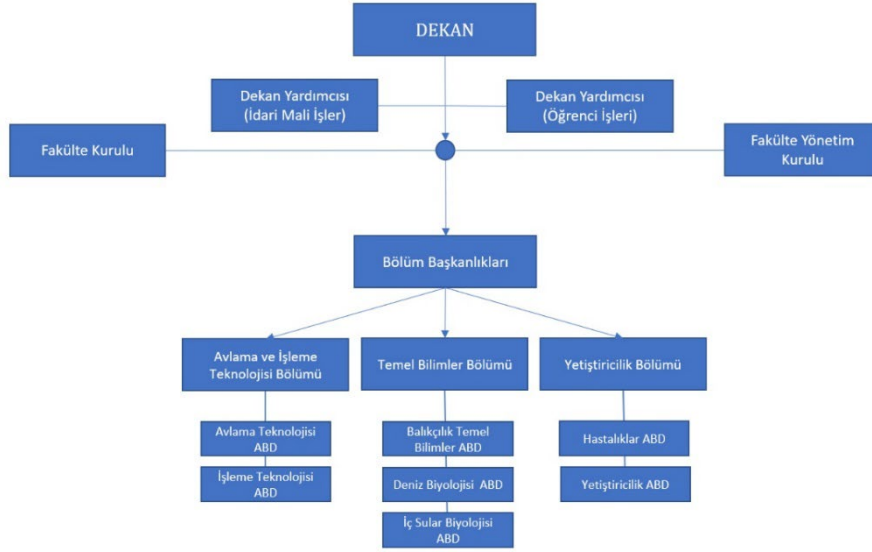 DEKAN
Dekan Yardımcısı
(İdari Mali İşler)
Dekan Yardımcısı
(Öğrenci İşleri)
Fakülte Kurulu
Fakülte Yönetim
Kurulu
Bölüm Başkanlıkları
Avlama ve İşleme
Teknolojisi Bölümü
Temel Bilimler Bölümü
Yetiştiricilik Bölümü
Avlama Teknolojisi
ABD
Balıkçılık Temel
Bilimler ABD
Hastalıklar ABD
İşleme Teknolojisi
ABD
Deniz Biyolojisi ABD
Yetiştiricilik ABD
İç Sular Biyolojisi
ABD